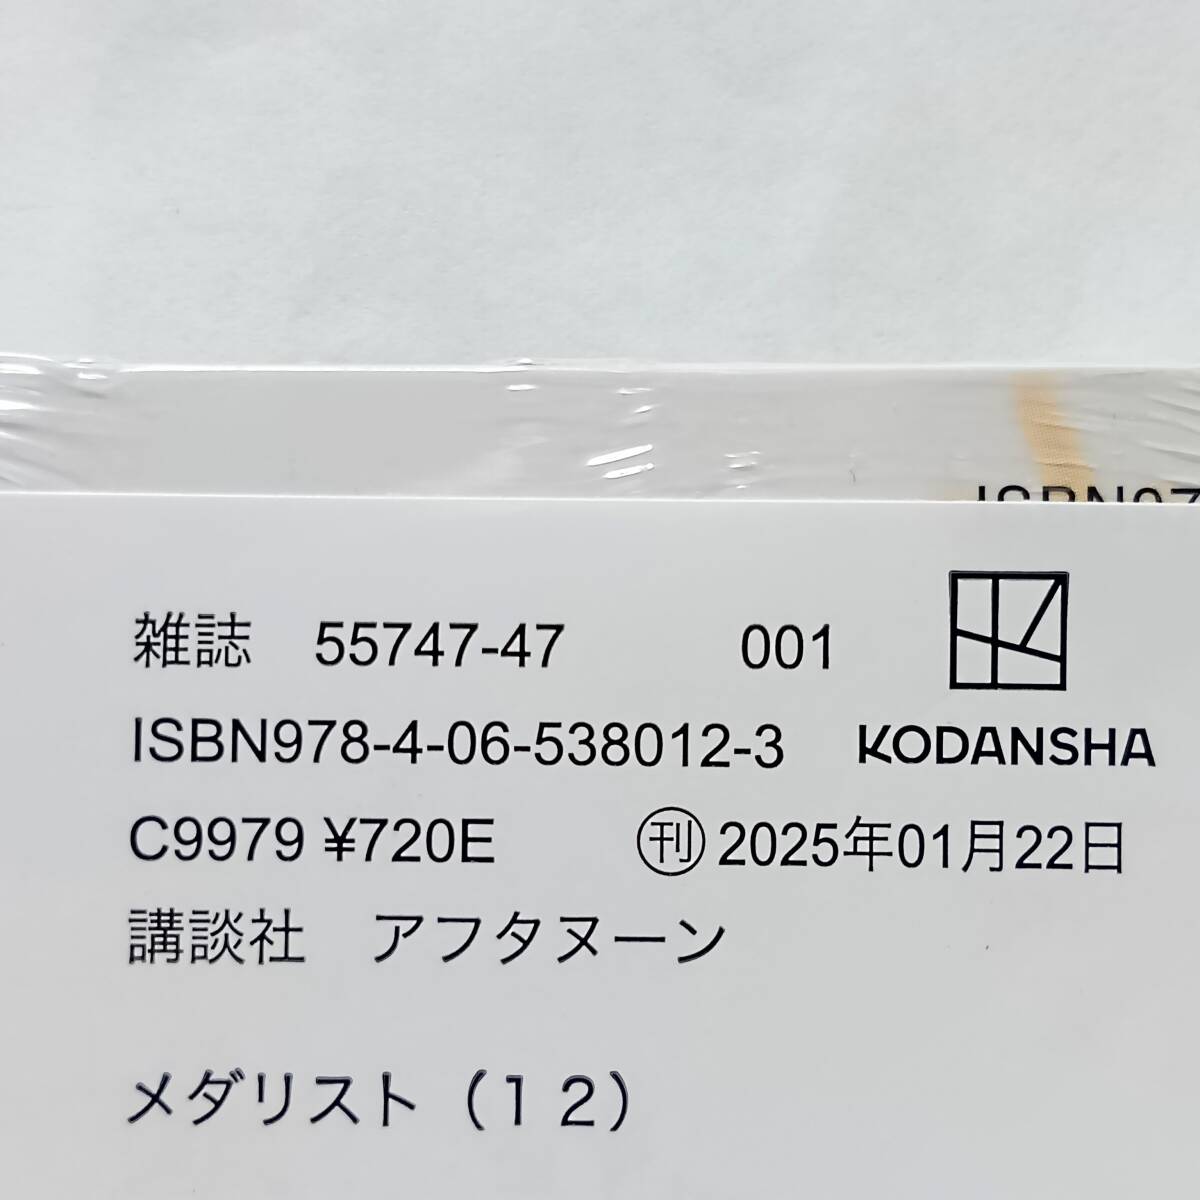 ISBN97
雑誌　55747-47　001
ISBN978-4-06-538012-3　KODANSHA
C9979 ¥720E　㊕2025年01月22日
講談社　アフタヌーン
メダリスト（１２）